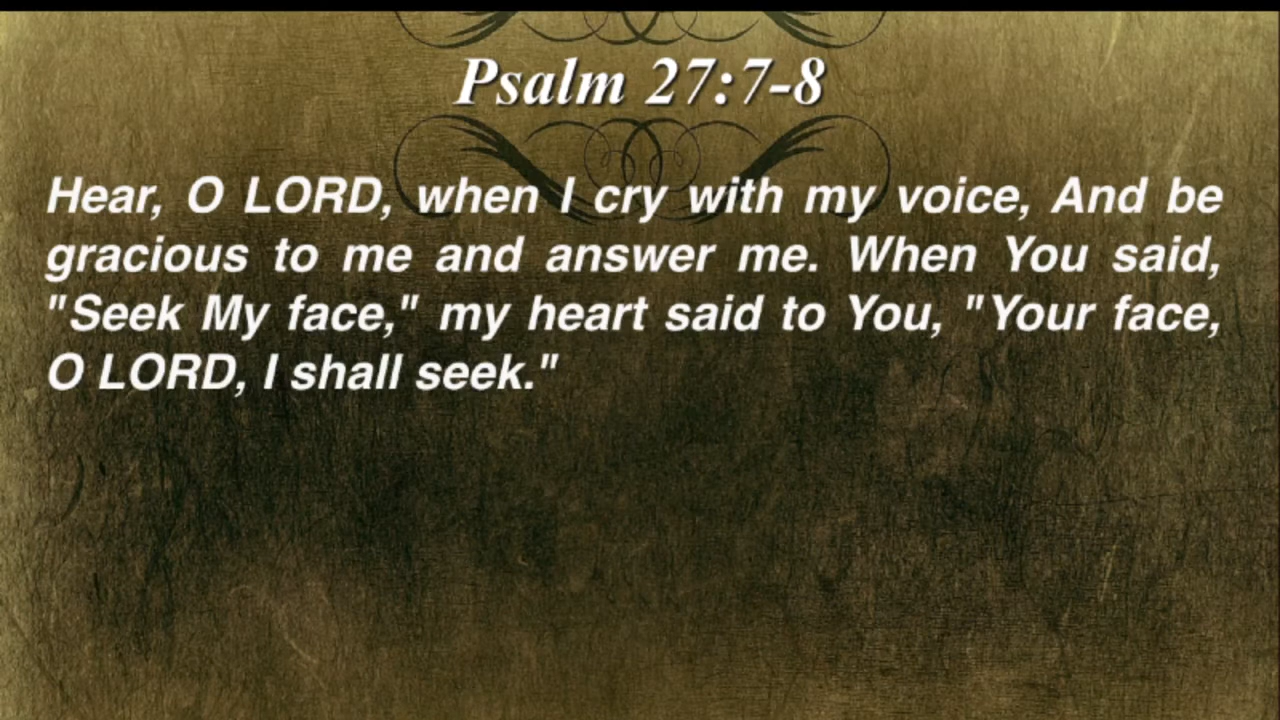 Psalm 27:7-8
Hear, O LORD, when I cry with my voice, And be
gracious to me and answer me. When You said,
"Seek My face," my heart said to You, "Your face,
O LORD, I shall seek."